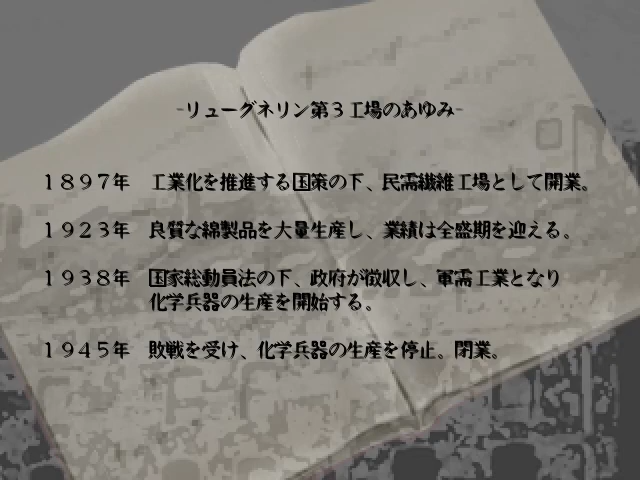 -リューグネリン第３工場のあゆみ-
１８９７年　工業化を推進する国策の下、民需繊維工場として開業。
１９２３年　良質な綿製品を大量生産し、業績は全盛期を迎える。
１９３８年　国家総動員法の下、政府が徴収し、軍需工業となり
化学兵器の生産を開始する。
１９４５年　敗戦を受け、化学兵器の生産を停止。閉業。